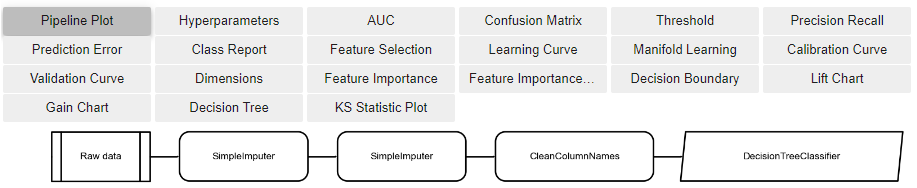 Pipeline Plot Hyperparameters AUC Confusion Matrix Threshold Precision Recall
Prediction Error Class Report Feature Selection Learning Curve Manifold Learning Calibration Curve
Validation Curve Dimensions Feature Importance Feature Importance... Decision Boundary Lift Chart
Gain Chart Decision Tree KS Statistic Plot
Raw data SimpleImputer SimpleImputer CleanColumnNames DecisionTreeClassifier